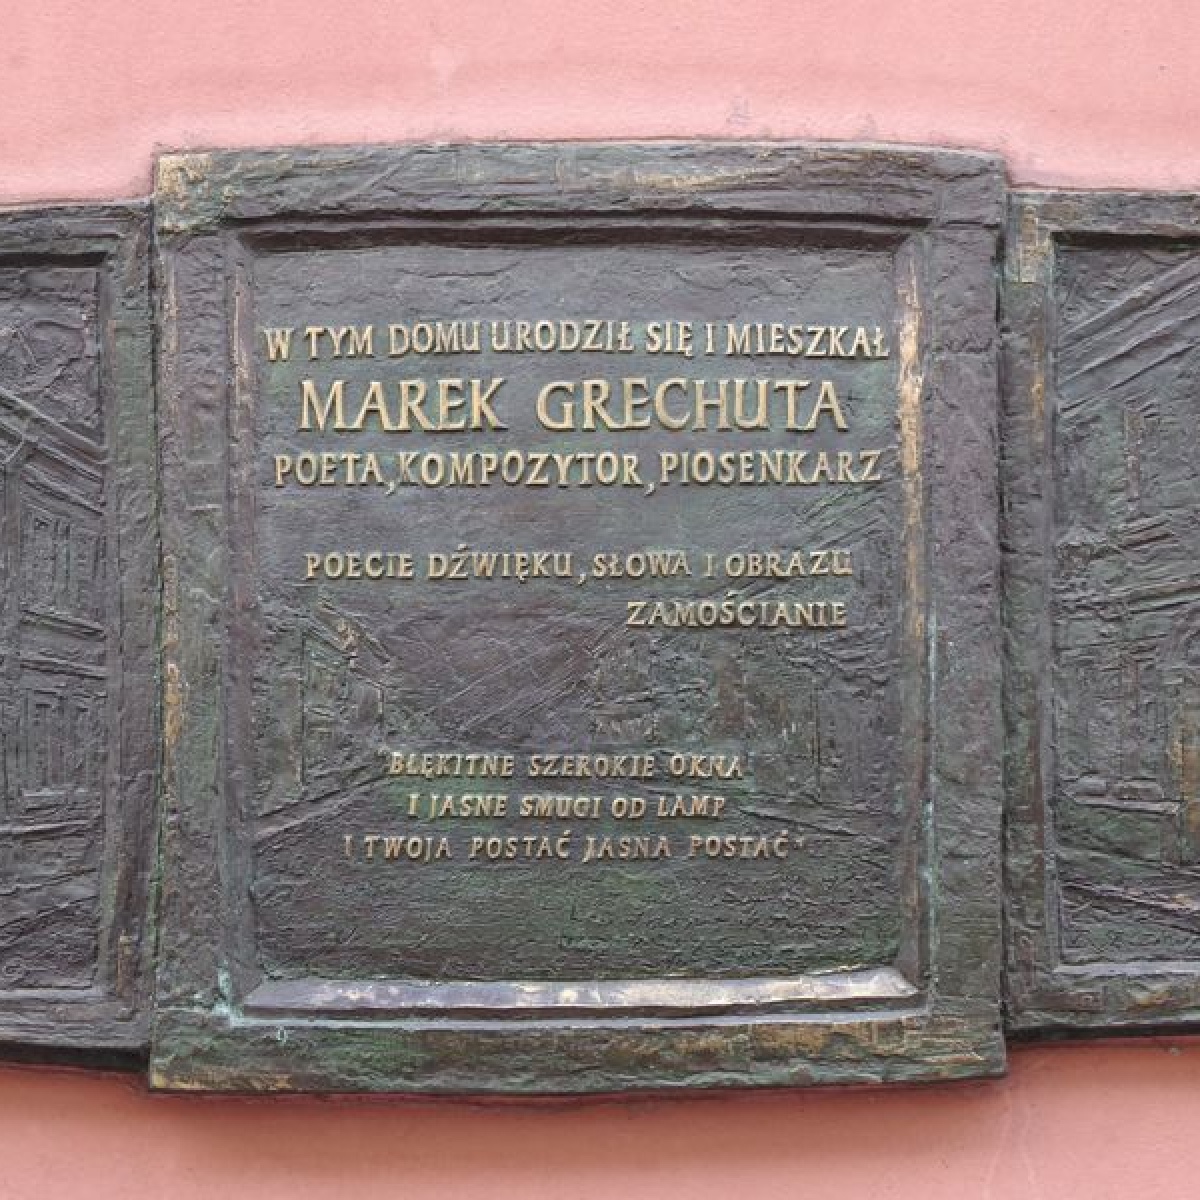 W TYM DOMU URODZIŁ SIĘ I MIESZKAŁ
MAREK GRECHUTA
POETA, KOMPOZYTOR, PIOSENKARZ
POECIE DŹWIĘKU, SŁOWA I OBRAZU
ZAMOŚCIANIE
BŁĘKITNE SZEROKIE OKNA
I JASNE SMUGI OD LAMP
I TWOJA POSTAĆ JASNA POSTAĆ"